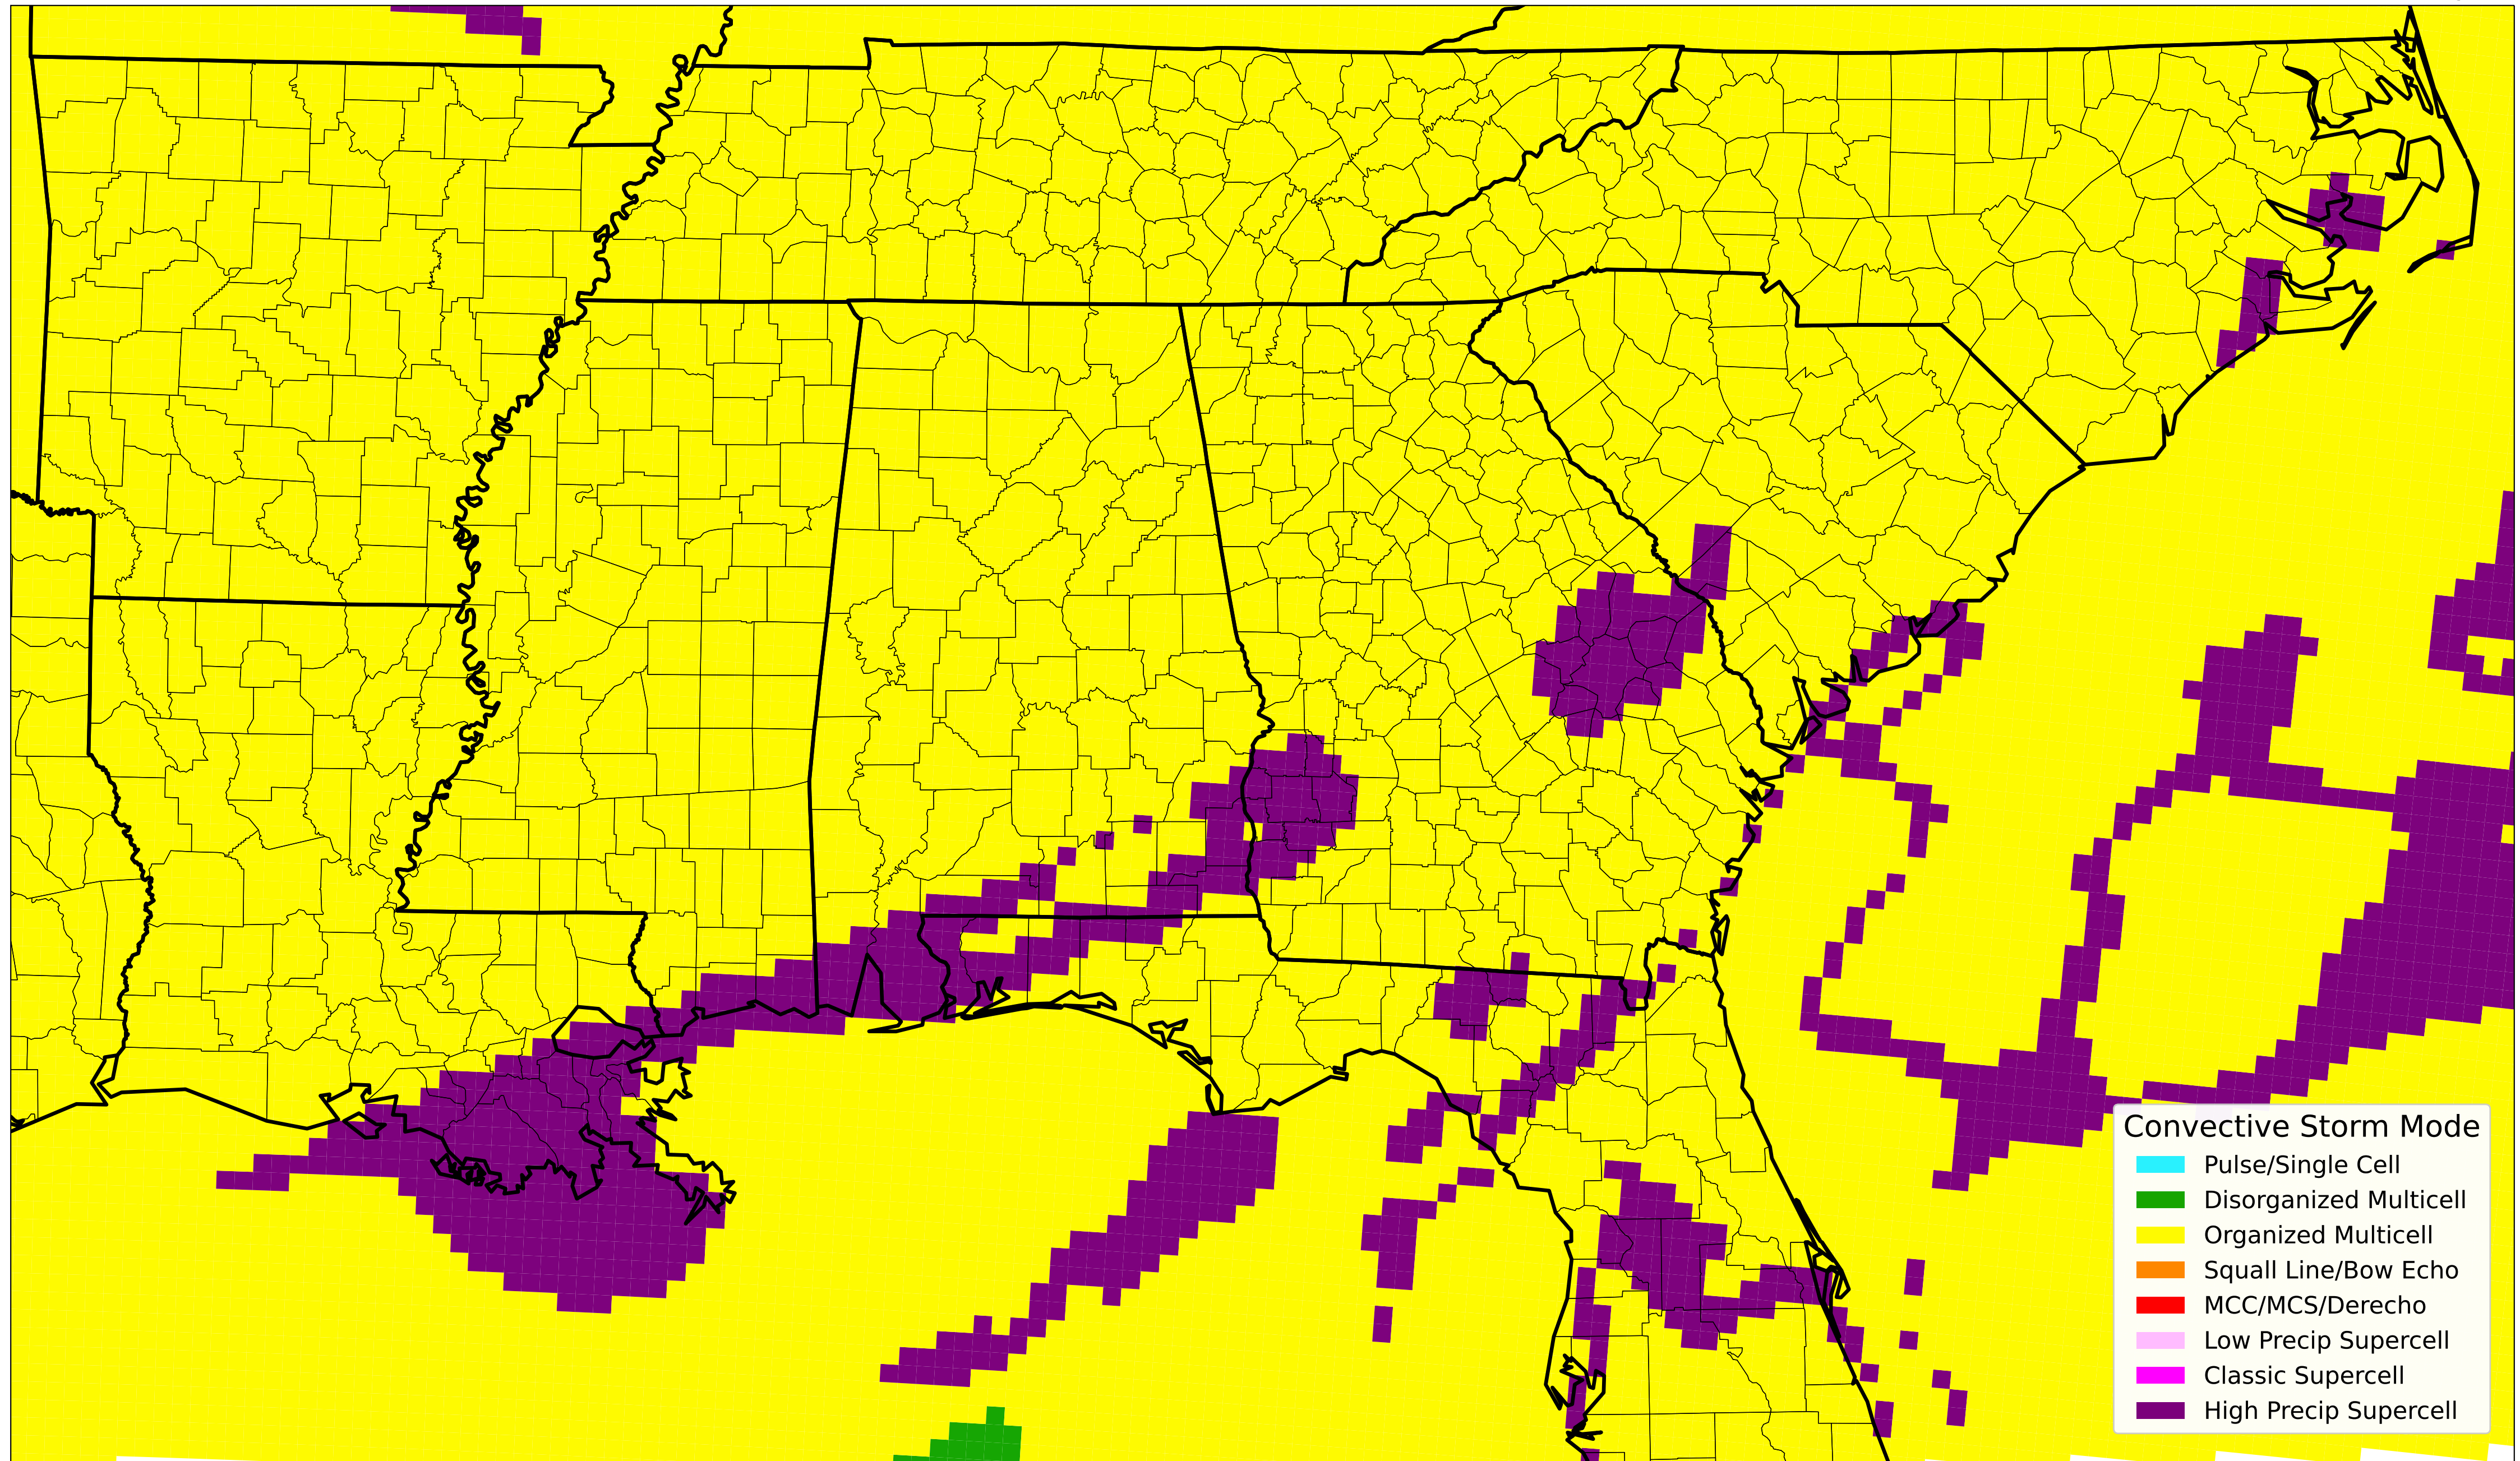 Convective Storm Mode
Pulse/Single Cell
Disorganized Multicell
Organized Multicell
Squall Line/Bow Echo
MCC/MCS/Derecho
Low Precip Supercell
Classic Supercell
High Precip Supercell